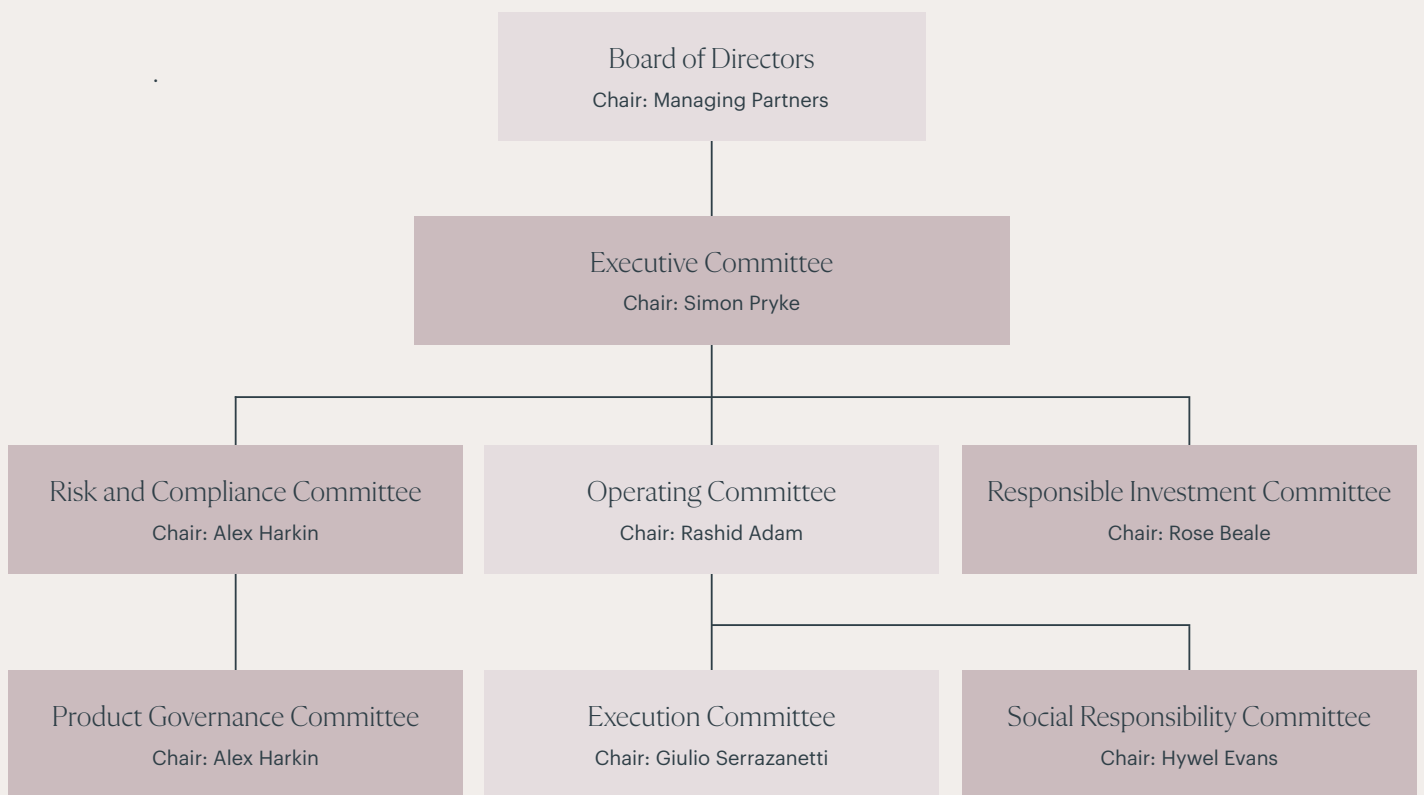 Board of Directors
Chair: Managing Partners
Executive Committee
Chair: Simon Pryke
Risk and Compliance Committee
Chair: Alex Harkin
Operating Committee
Chair: Rashid Adam
Responsible Investment Committee
Chair: Rose Beale
Product Governance Committee
Chair: Alex Harkin
Execution Committee
Chair: Giulio Serrazanetti
Social Responsibility Committee
Chair: Hywel Evans